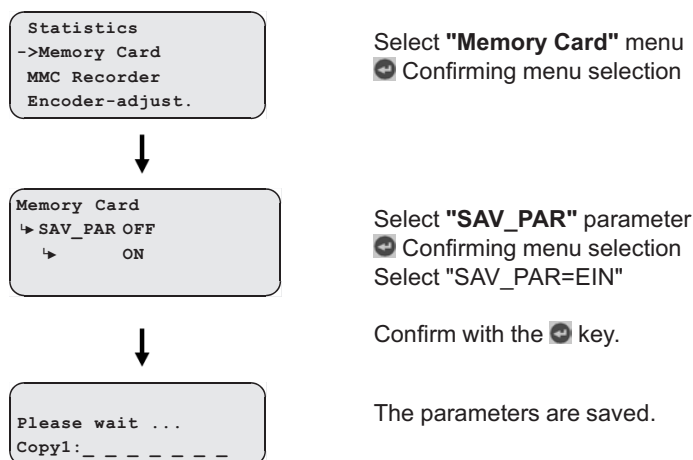 Statistics
->Memory Card
MMC Recorder
Encoder-adjust.
Select "Memory Card" menu
Confirming menu selection
Memory Card
SAV_PAR OFF
ON
Select "SAV_PAR" parameter
Confirming menu selection
Select "SAV_PAR=EIN"
Confirm with the key.
Please wait ...
Copy1:_ _ _ _ _ _ _
The parameters are saved.